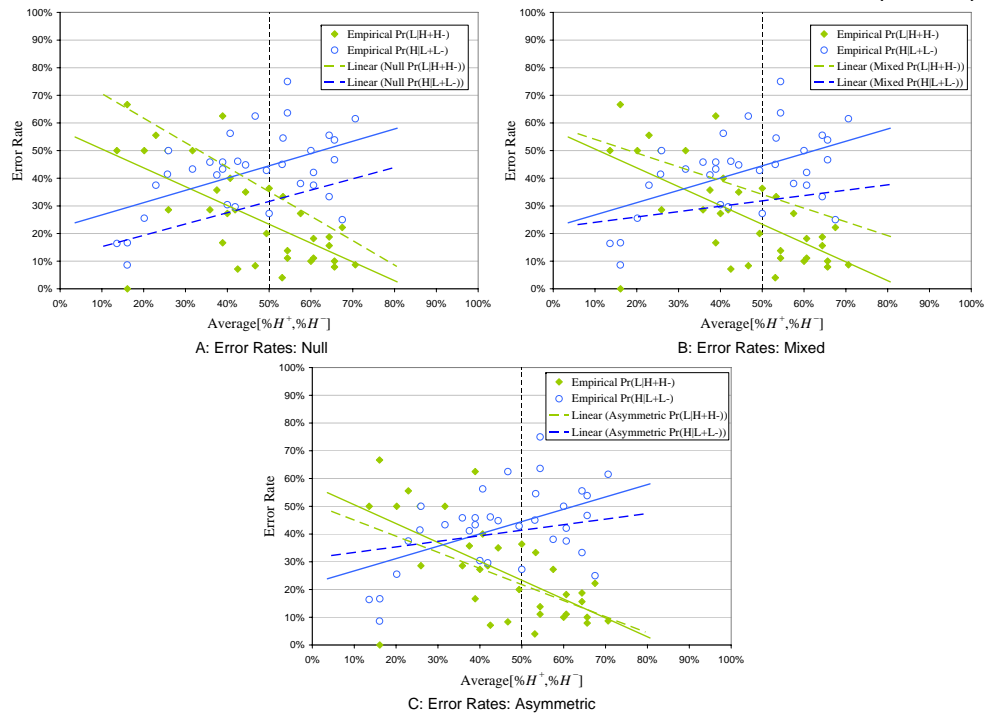 100%
90%
80%
70%
60%
50%
40%
30%
20%
10%
0%
Error Rate
0% 10% 20% 30% 40% 50% 60% 70% 80% 90% 100%
Average[%H⁺,%H⁻]
Empirical Pr(L|H+H-)
Empirical Pr(H|L+L-)
Linear (Null Pr(L|H+H-))
Linear (Null Pr(H|L+L-))
A: Error Rates: Null
100%
90%
80%
70%
60%
50%
40%
30%
20%
10%
0%
Error Rate
0% 10% 20% 30% 40% 50% 60% 70% 80% 90% 100%
Average[%H⁺,%H⁻]
Empirical Pr(L|H+H-)
Empirical Pr(H|L+L-)
Linear (Mixed Pr(L|H+H-))
Linear (Mixed Pr(H|L+L-))
B: Error Rates: Mixed
100%
90%
80%
70%
60%
50%
40%
30%
20%
10%
0%
Error Rate
0% 10% 20% 30% 40% 50% 60% 70% 80% 90% 100%
Average[%H⁺,%H⁻]
Empirical Pr(L|H+H-)
Empirical Pr(H|L+L-)
Linear (Asymmetric Pr(L|H+H-))
Linear (Asymmetric Pr(H|L+L-))
C: Error Rates: Asymmetric